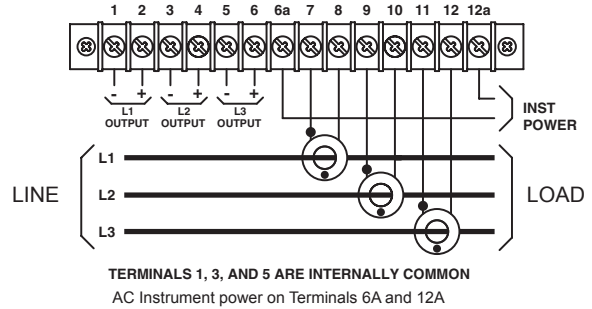 1 2 3 4 5 6 6a 7 8 9 10 11 12 12a
- + - + - +
L1 OUTPUT
L2 OUTPUT
L3 OUTPUT
INST
POWER
L1
LINE
L2
LOAD
L3
TERMINALS 1, 3, AND 5 ARE INTERNALLY COMMON
AC Instrument power on Terminals 6A and 12A